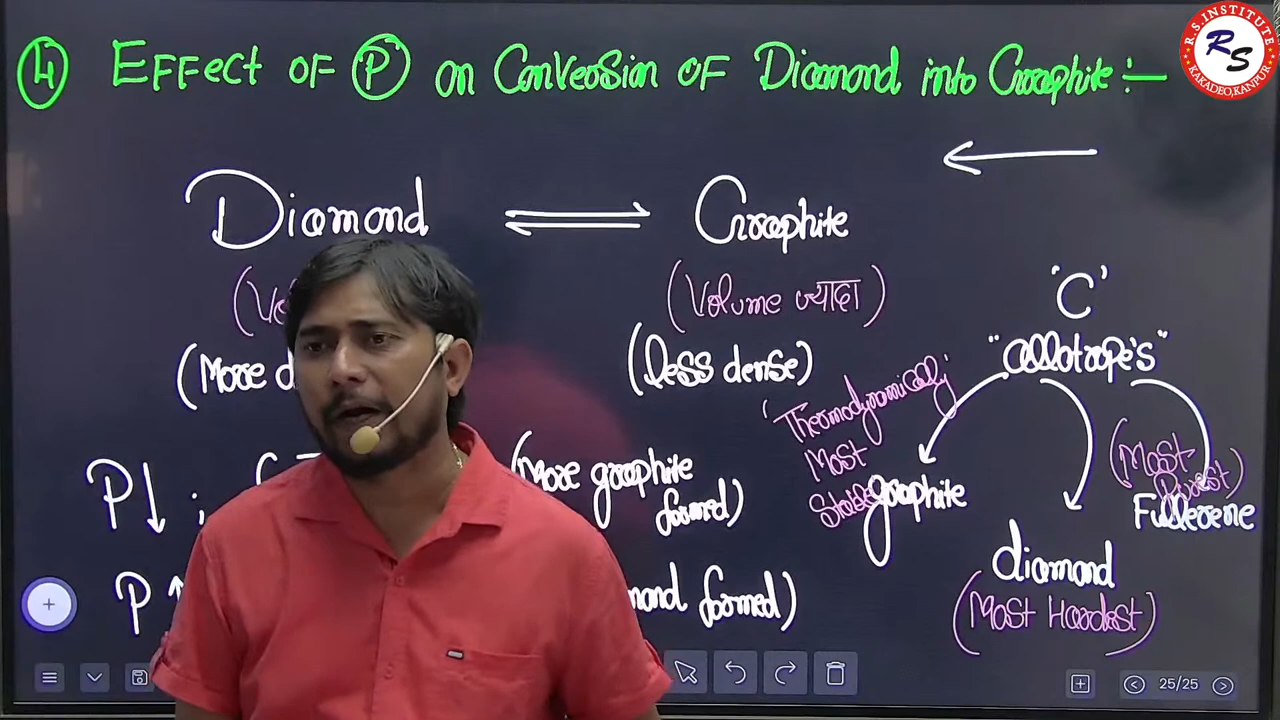 4 Effect OF P on Conversion OF Diamond into Graphite :-
R.S. INSTITUTE
RS
KAKADEO, KANPUR
Diamond ⇌ Graphite
(Volume ज्यादा)
(More
(less dense)
P↓ ;
(More graphite
formed)
P↑
formed)
'C'
"allotrope's"
Thermodynamically
Most
Stable
graphite
diamond
(Most Hardest)
(Most
Purest)
Fullerene
25/25